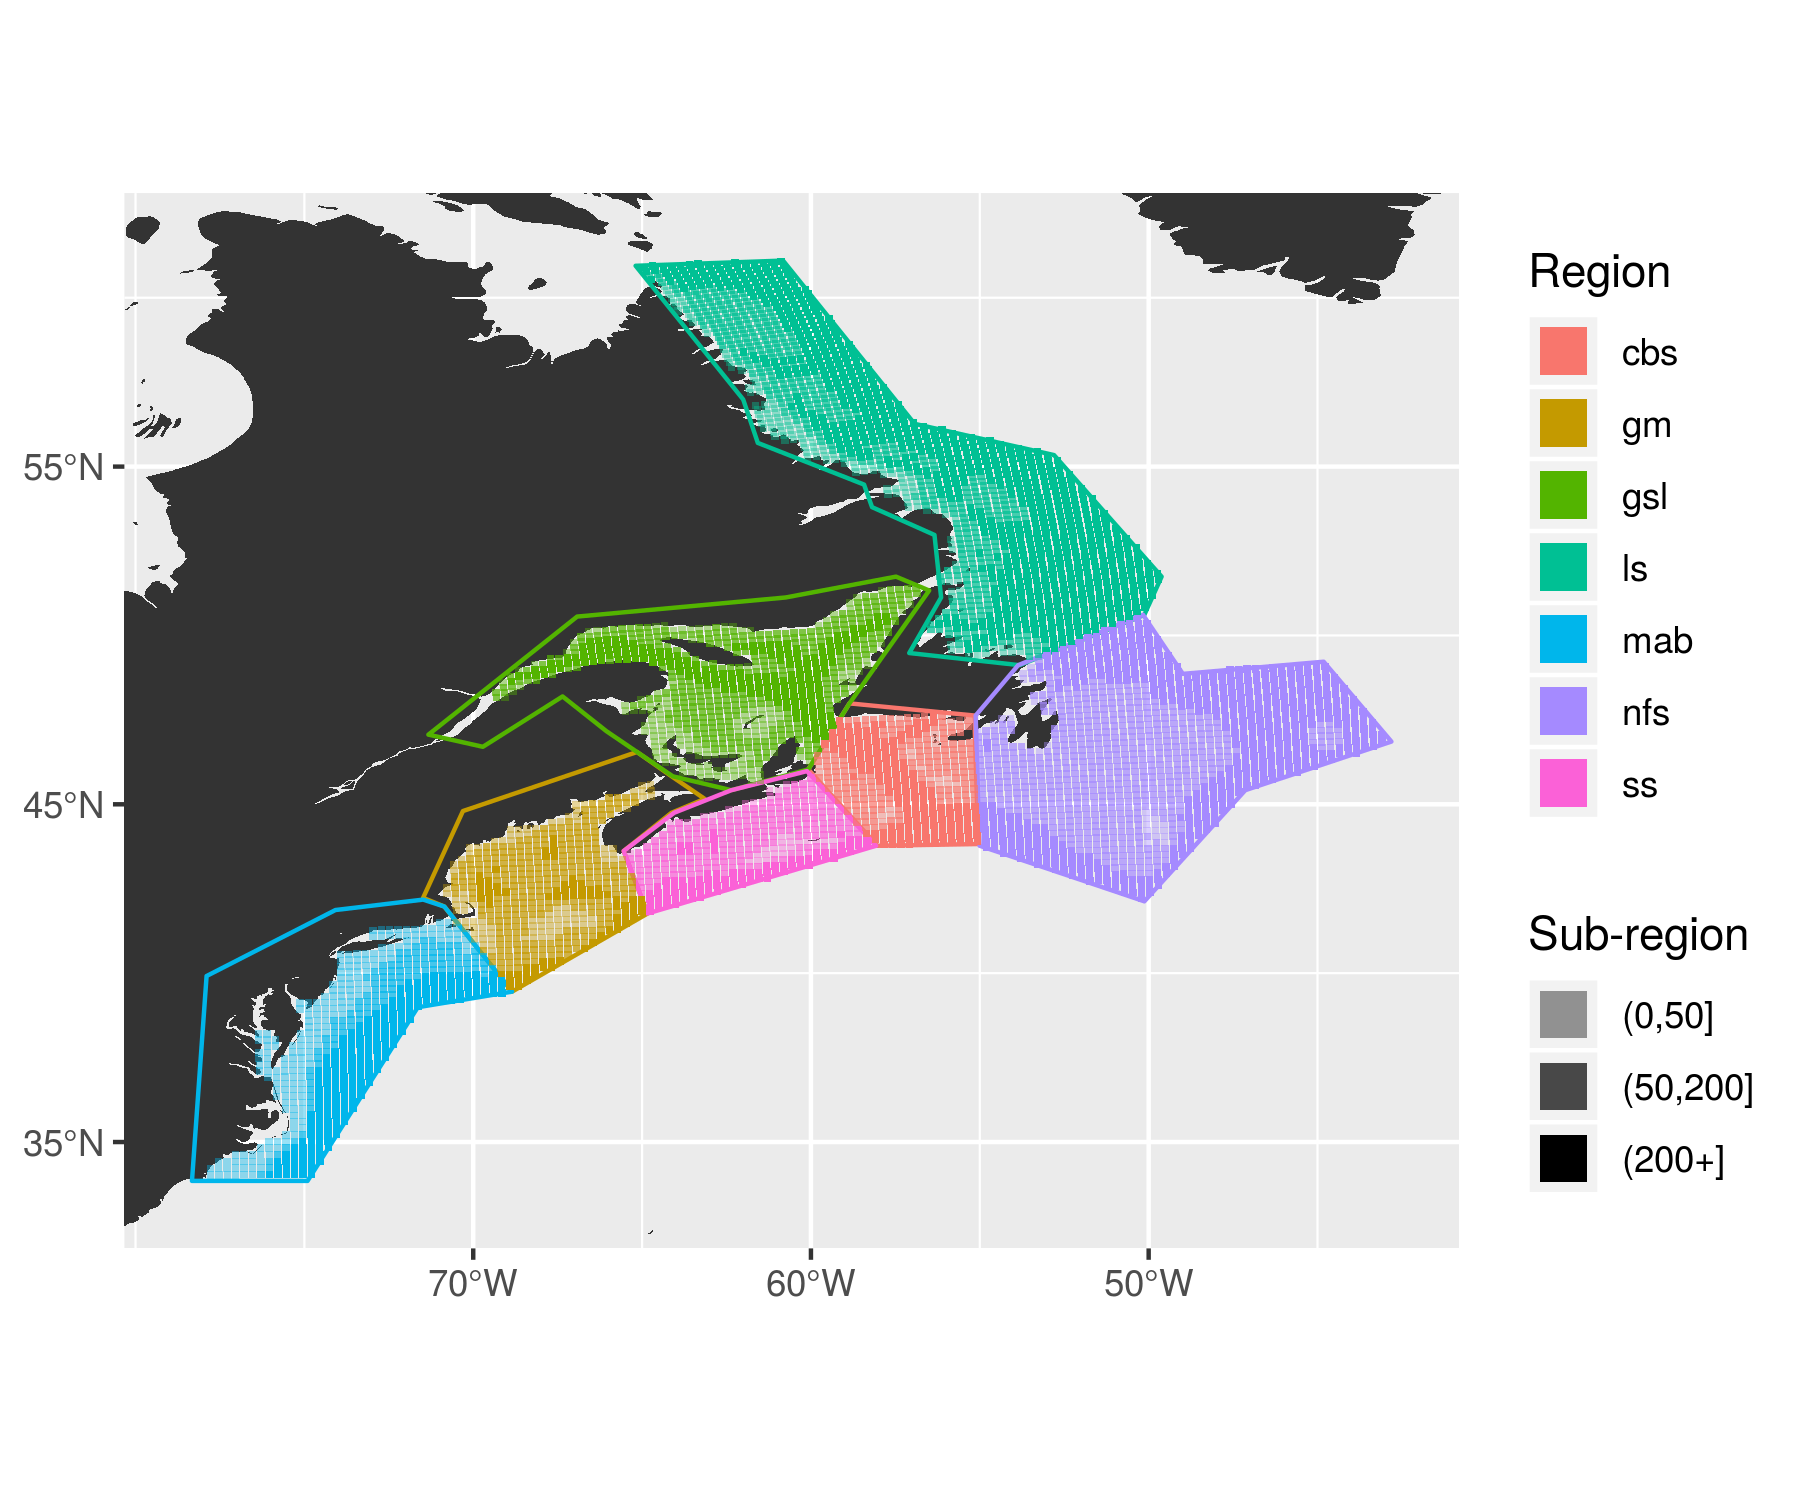 55°N
45°N
35°N
70°W
60°W
50°W
Region
cbs
gm
gsl
ls
mab
nfs
ss
Sub-region
(0,50]
(50,200]
(200+]